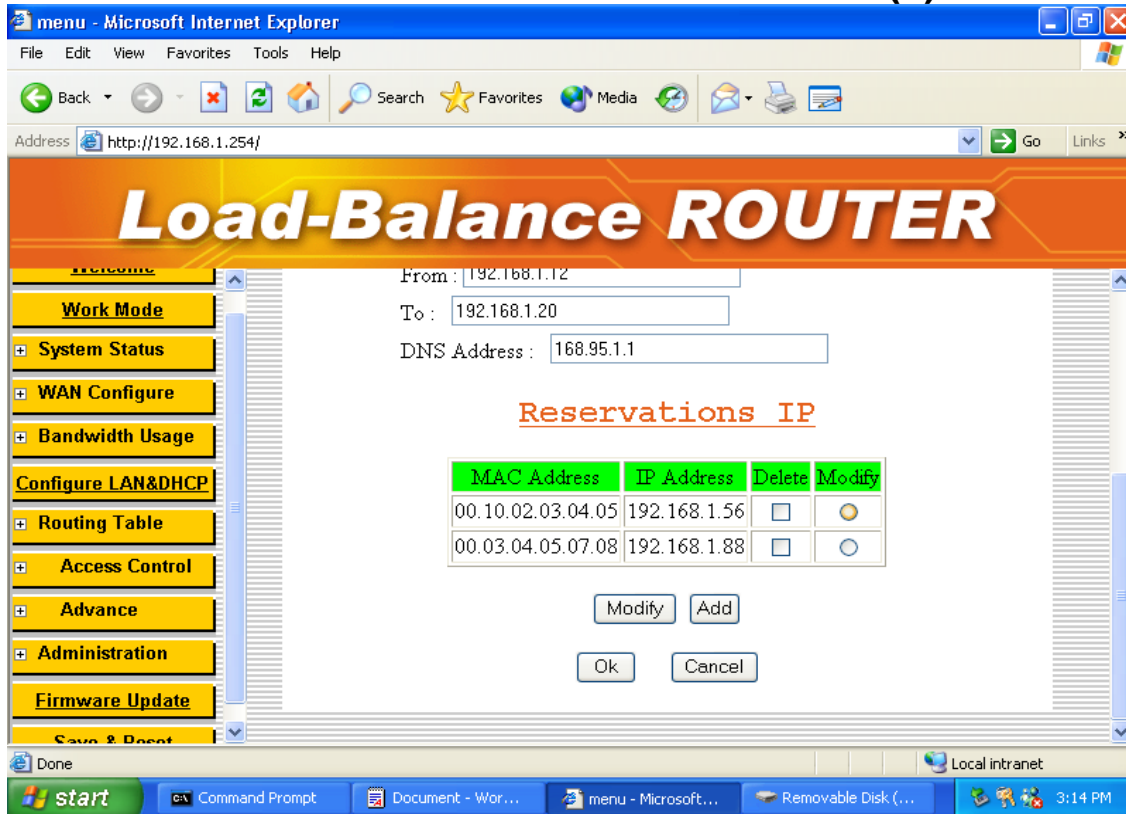 menu - Microsoft Internet Explorer
File Edit View Favorites Tools Help
Back Search Favorites Media
Address http://192.168.1.254/ Go Links
Load-Balance ROUTER
Welcome
Work Mode
System Status
WAN Configure
Bandwidth Usage
Configure LAN&DHCP
Routing Table
Access Control
Advance
Administration
Firmware Update
Save & Reset
From : 192.168.1.12
To : 192.168.1.20
DNS Address : 168.95.1.1
Reservations IP
MAC Address IP Address Delete Modify
00.10.02.03.04.05 192.168.1.56
00.03.04.05.07.08 192.168.1.88
Modify Add
Ok Cancel
Done Local intranet
start Command Prompt Document - Wor... menu - Microsoft... Removable Disk (... 3:14 PM